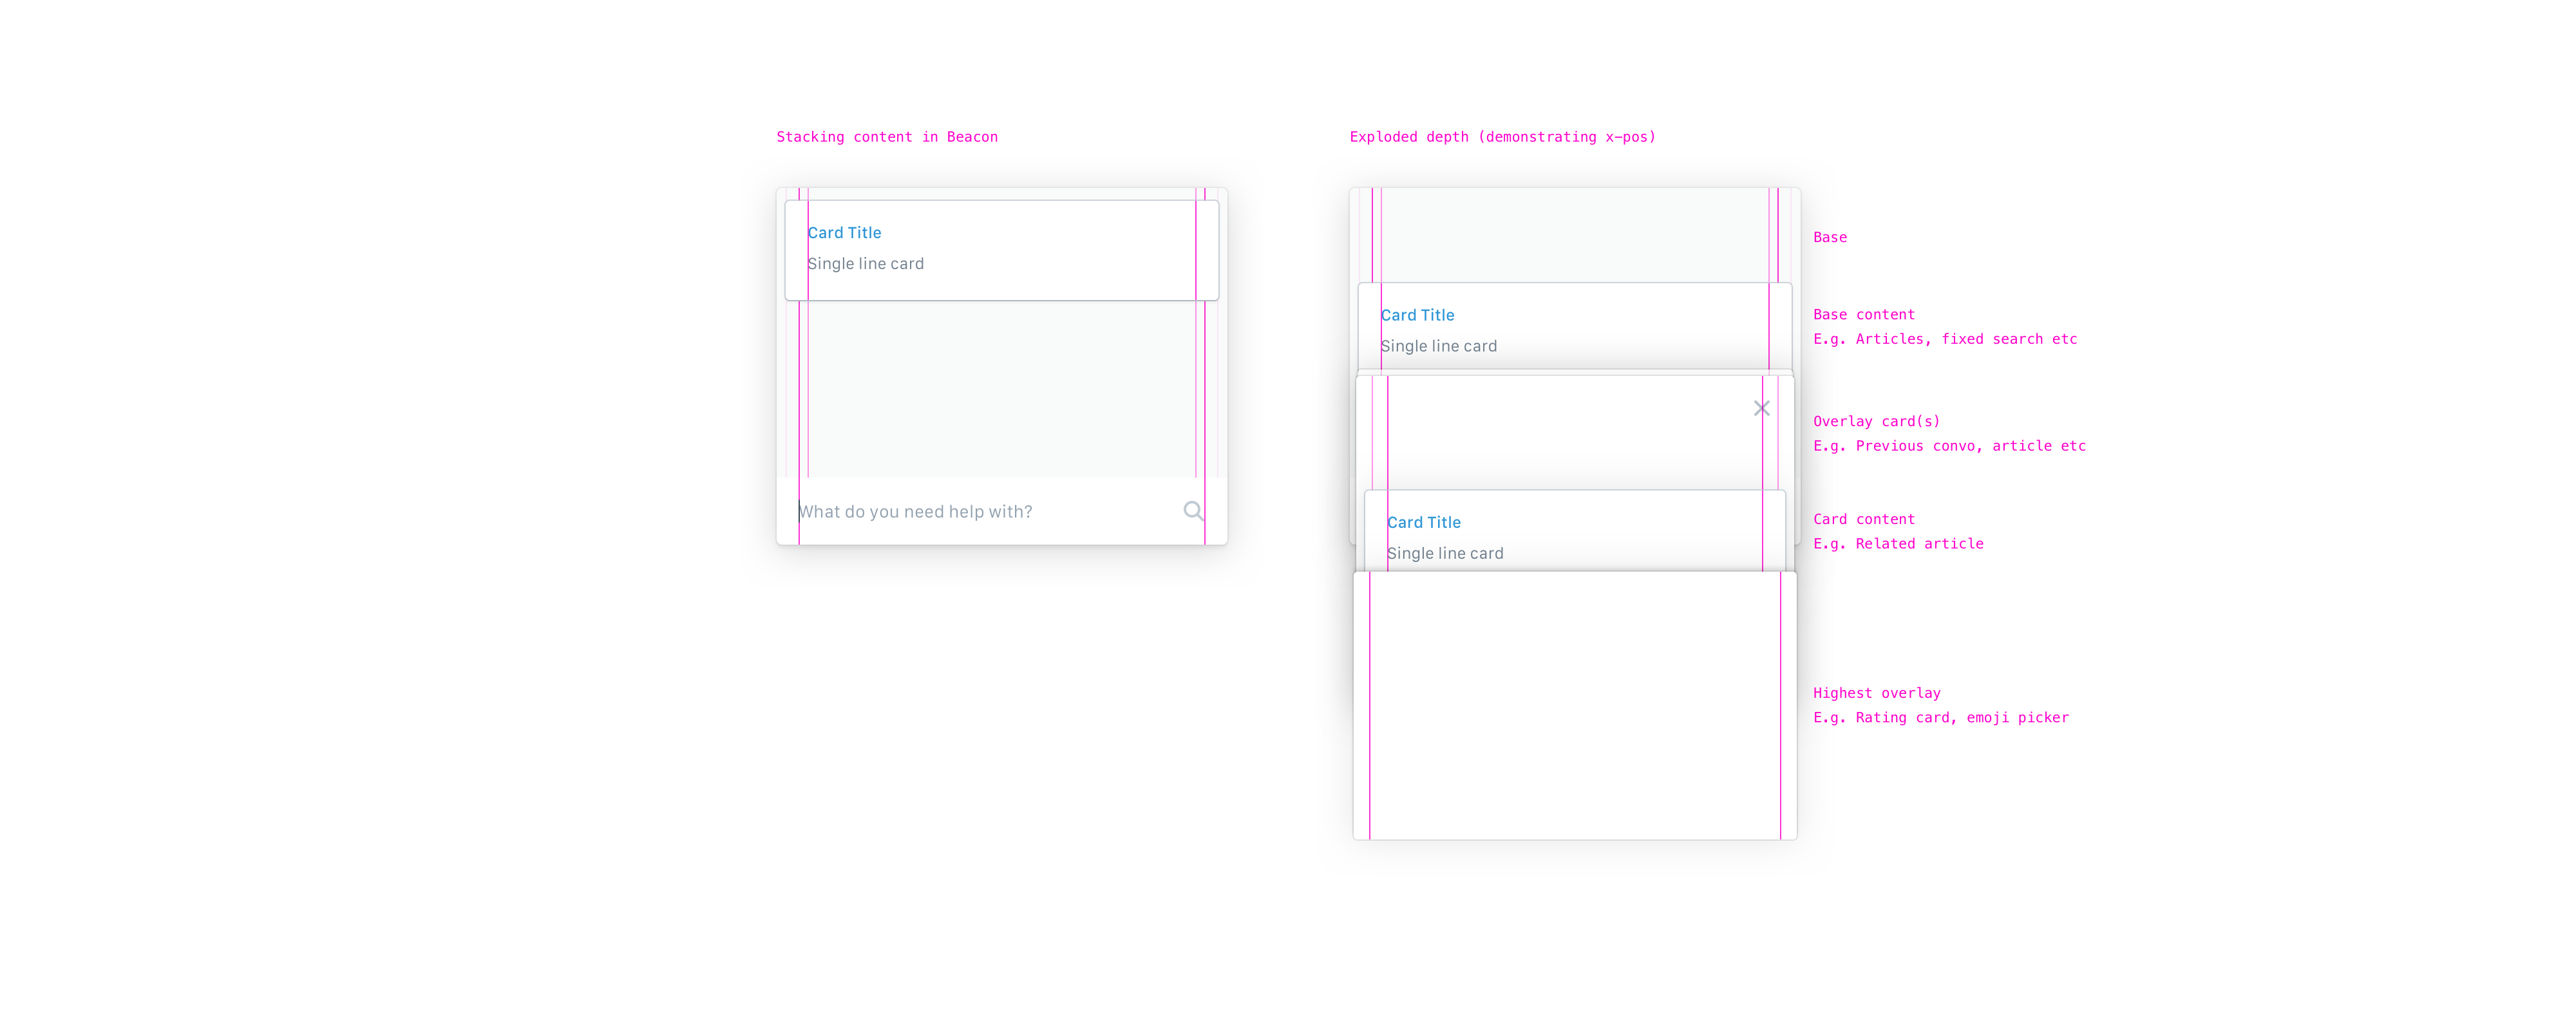 Stacking content in Beacon
Card Title
Single line card
What do you need help with?
Exploded depth (demonstrating x-pos)
Base
Card Title
Single line card
Base content
E.g. Articles, fixed search etc
Overlay card(s)
E.g. Previous convo, article etc
Card Title
Single line card
Card content
E.g. Related article
Highest overlay
E.g. Rating card, emoji picker